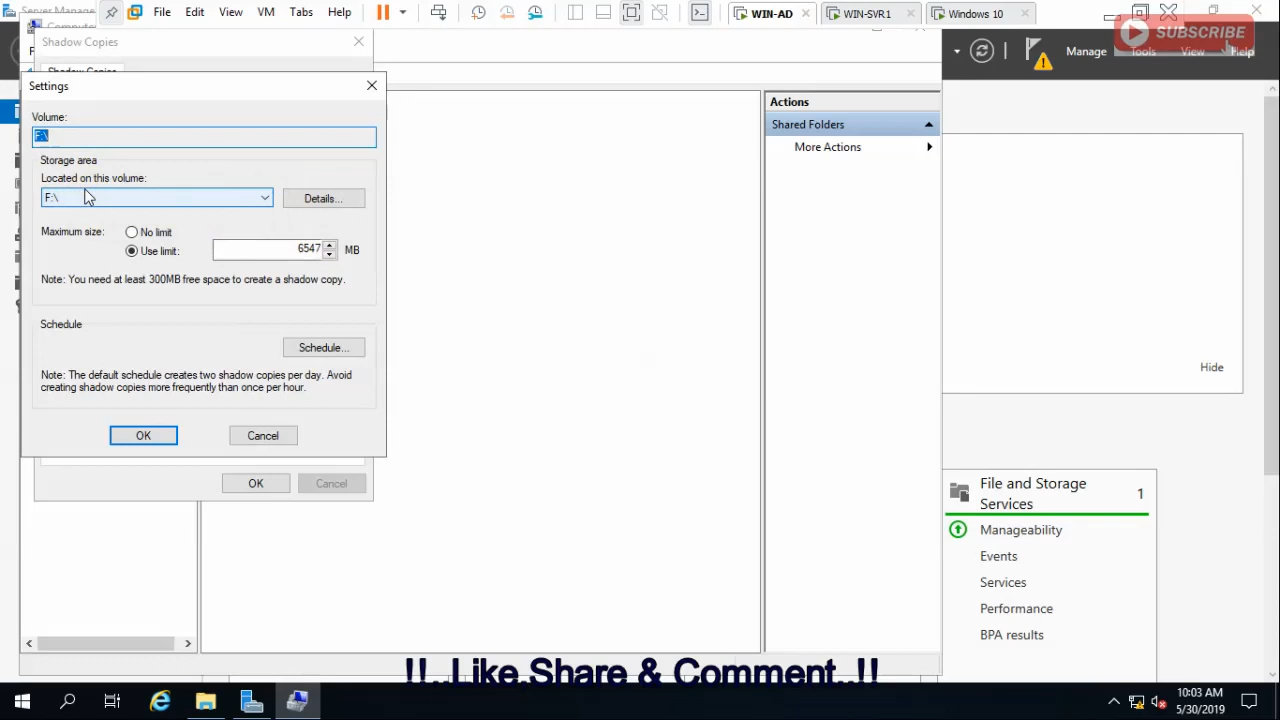 Server Manag
File Edit View VM Tabs Help
WIN-AD
WIN-SVR1
Windows 10
SUBSCRIBE
Manage Tools View Help
Shadow Copies
Shadow Copies
Settings
Volume:
F:\
Storage area
Located on this volume:
F:\
Details...
Maximum size:
No limit
Use limit:
6547
MB
Note: You need at least 300MB free space to create a shadow copy.
Schedule
Schedule...
Note: The default schedule creates two shadow copies per day. Avoid
creating shadow copies more frequently than once per hour.
OK Cancel
OK Cancel
Actions
Shared Folders
More Actions
Hide
File and Storage
Services
1
Manageability
Events
Services
Performance
BPA results
!!..Like,Share & Comment..!!
10:03 AM
5/30/2019